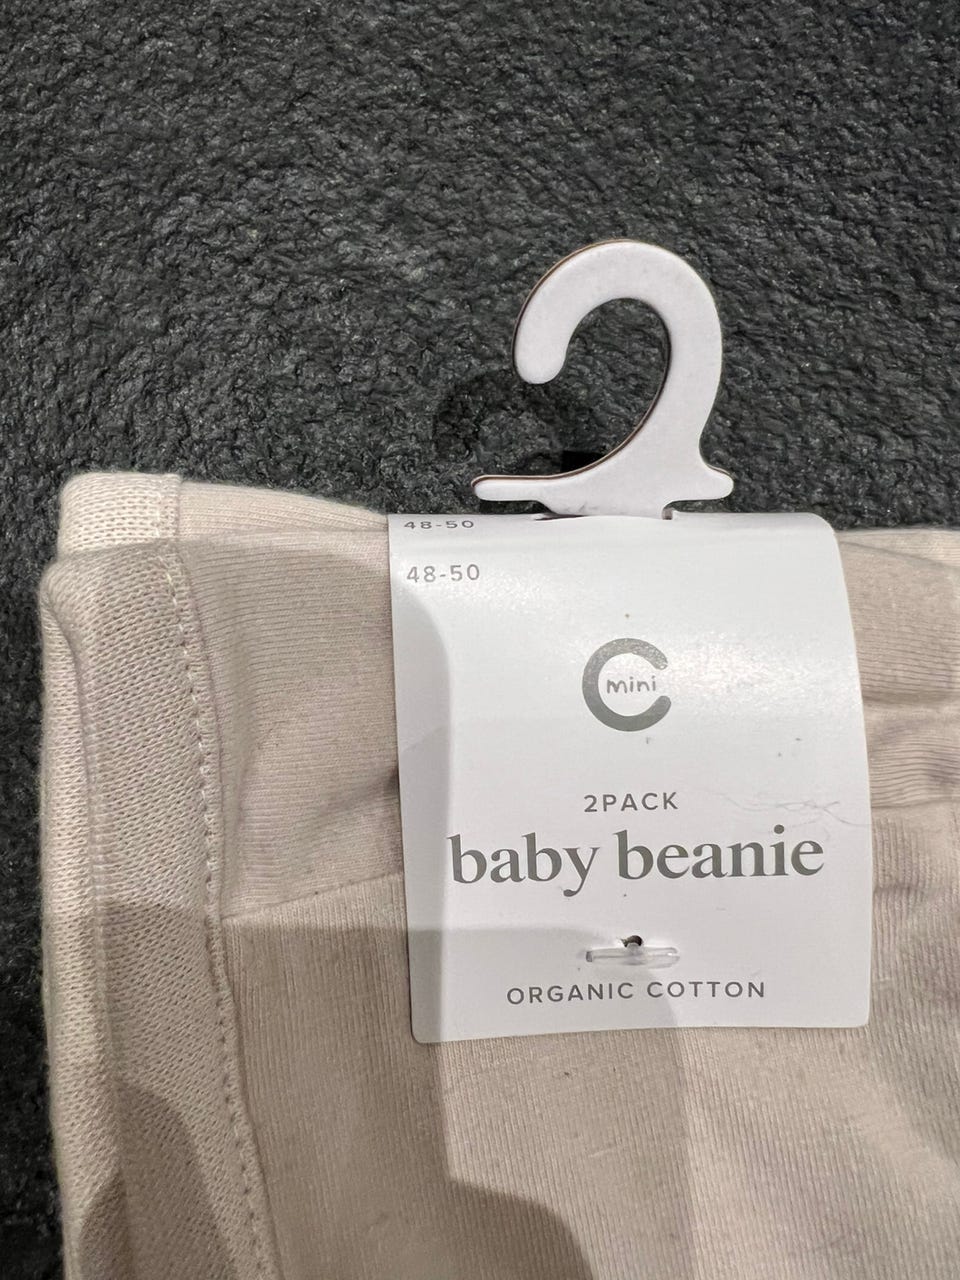 48-50
48-50
mini
2PACK
baby beanie
ORGANIC COTTON